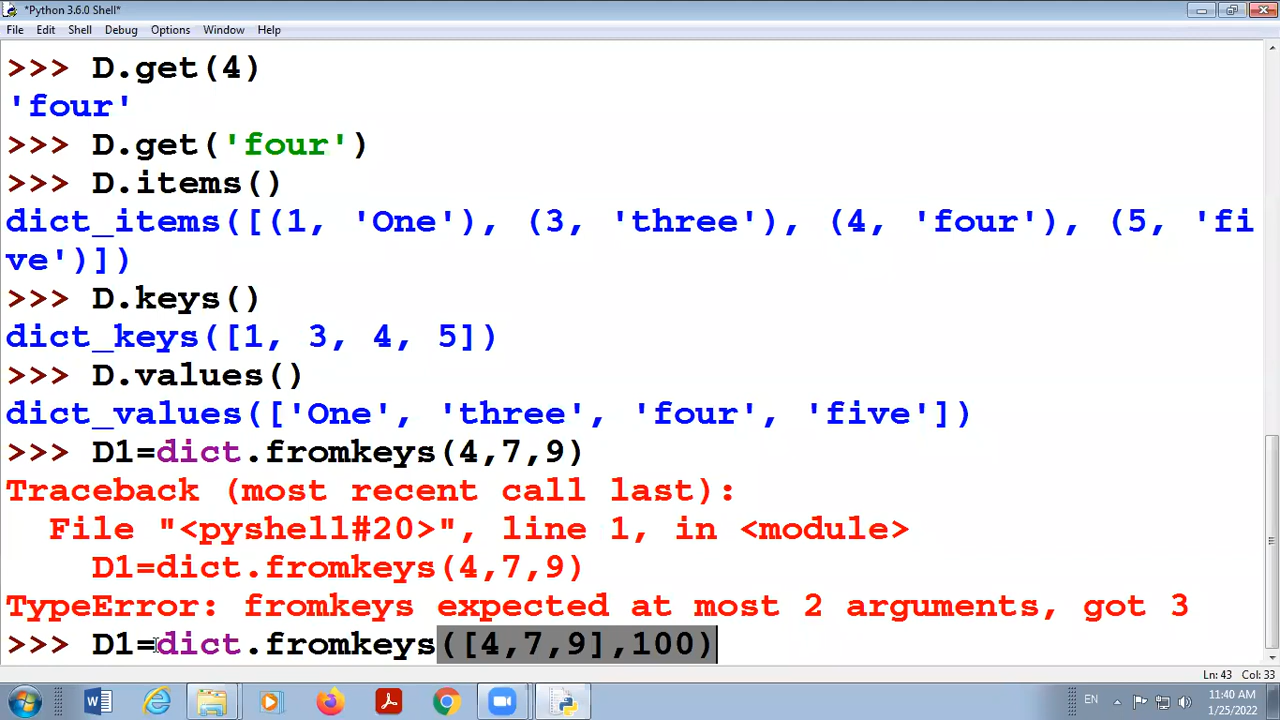 *Python 3.6.0 Shell*
File Edit Shell Debug Options Window Help
>>> D.get(4)
'four'
>>> D.get('four')
>>> D.items()
dict_items([(1, 'One'), (3, 'three'), (4, 'four'), (5, 'fi
ve')])
>>> D.keys()
dict_keys([1, 3, 4, 5])
>>> D.values()
dict_values(['One', 'three', 'four', 'five'])
>>> D1=dict.fromkeys(4,7,9)
Traceback (most recent call last):
  File "<pyshell#20>", line 1, in <module>
    D1=dict.fromkeys(4,7,9)
TypeError: fromkeys expected at most 2 arguments, got 3
>>> D1=dict.fromkeys([4,7,9],100)
Ln: 43 Col: 33
EN
11:40 AM
1/25/2022